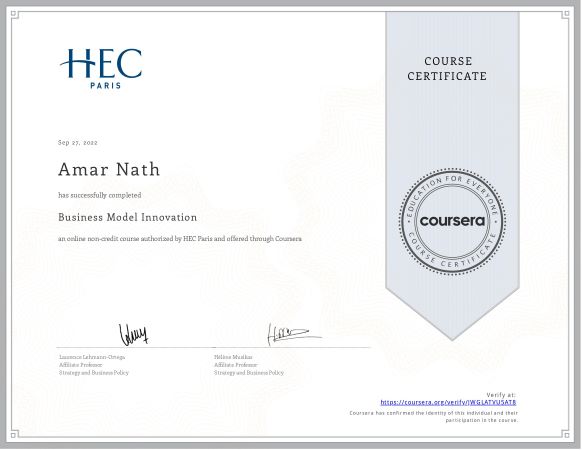 HEC
PARIS
COURSE
CERTIFICATE
Sep 27, 2022
Amar Nath
has successfully completed
Business Model Innovation
an online non-credit course authorized by HEC Paris and offered through Coursera
EDUCATION FOR EVERYONE
coursera
COURSE CERTIFICATE
Laurence Lehmann-Ortega
Affiliate Professor
Strategy and Business Policy
Hélène Musikas
Affiliate Professor
Strategy and Business Policy
Verify at:
https://coursera.org/verify/JWGLATVUSAT8
Coursera has confirmed the identity of this individual and their
participation in the course.